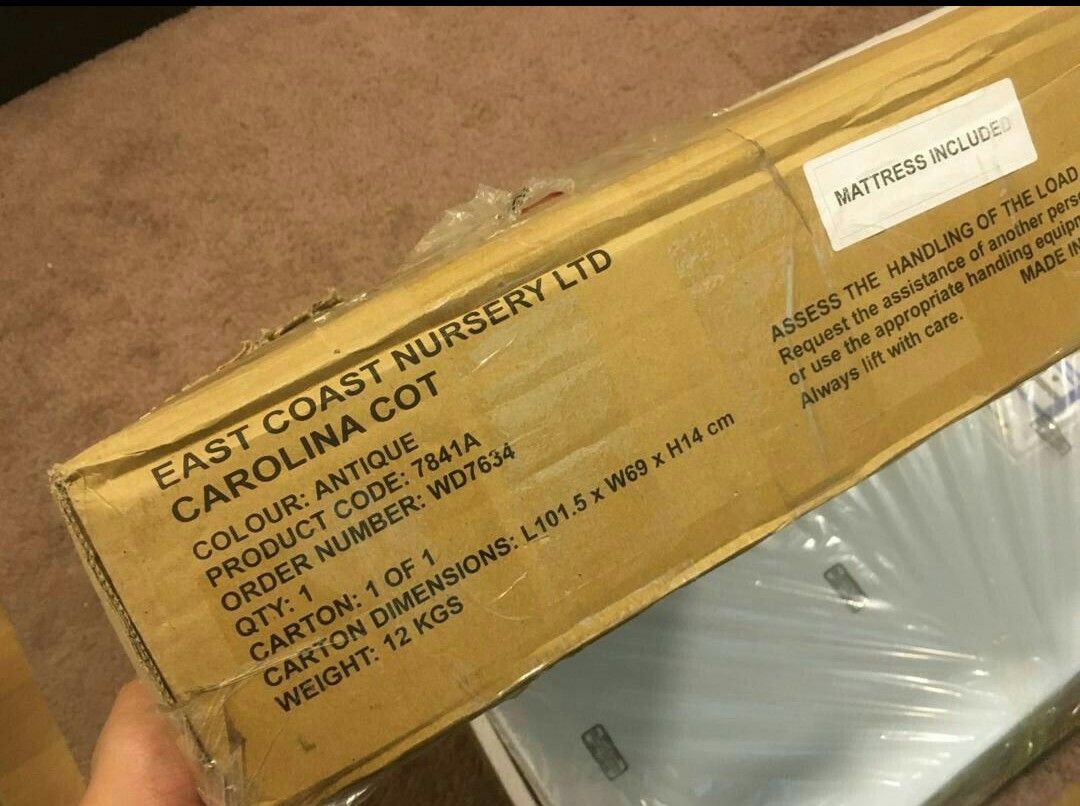 EAST COAST NURSERY LTD
CAROLINA COT
COLOUR: ANTIQUE
PRODUCT CODE: 7841A
ORDER NUMBER: WD7634
QTY: 1
CARTON: 1 OF 1
CARTON DIMENSIONS: L101.5 x W69 x H14 cm
WEIGHT: 12 KGS
MATTRESS INCLUDED
ASSESS THE HANDLING OF THE LOAD
Request the assistance of another
or use the appropriate handling
Always lift with care.
MADE IN